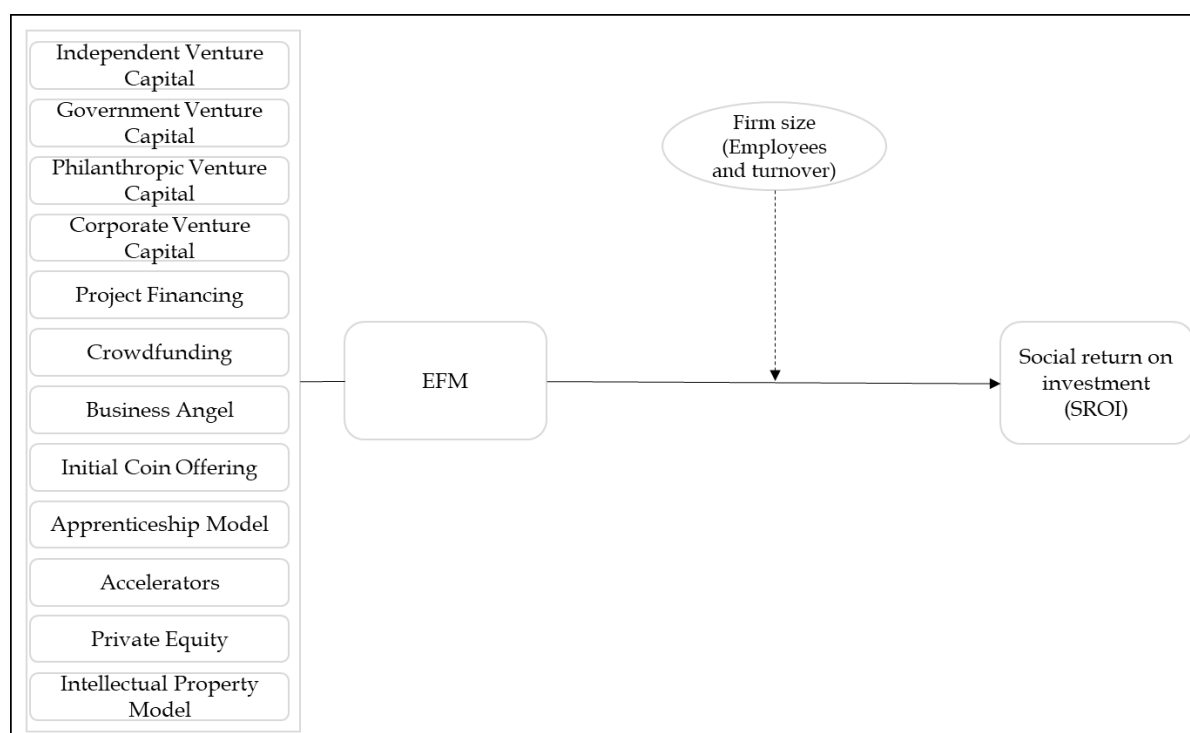 Independent Venture
Capital
Government Venture
Capital
Philanthropic Venture
Capital
Corporate Venture
Capital
Project Financing
Crowdfunding
Business Angel
Initial Coin Offering
Apprenticeship Model
Accelerators
Private Equity
Intellectual Property
Model
EFM
Firm size
(Employees
and turnover)
Social return on
investment
(SROI)